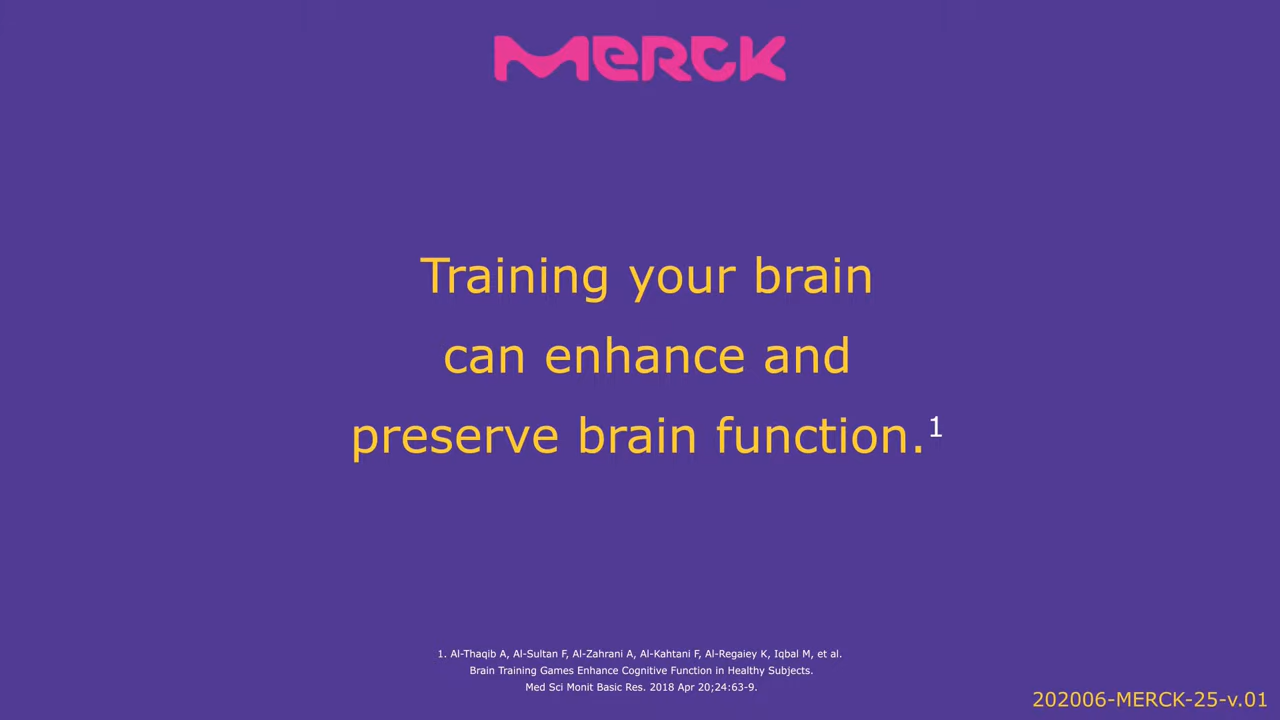 MERCK
Training your brain
can enhance and
preserve brain function.¹
1. Al-Thaqib A, Al-Sultan F, Al-Zahrani A, Al-Kahtani F, Al-Regaiey K, Iqbal M, et al.
Brain Training Games Enhance Cognitive Function in Healthy Subjects.
Med Sci Monit Basic Res. 2018 Apr 20;24:63-9.
202006-MERCK-25-v.01